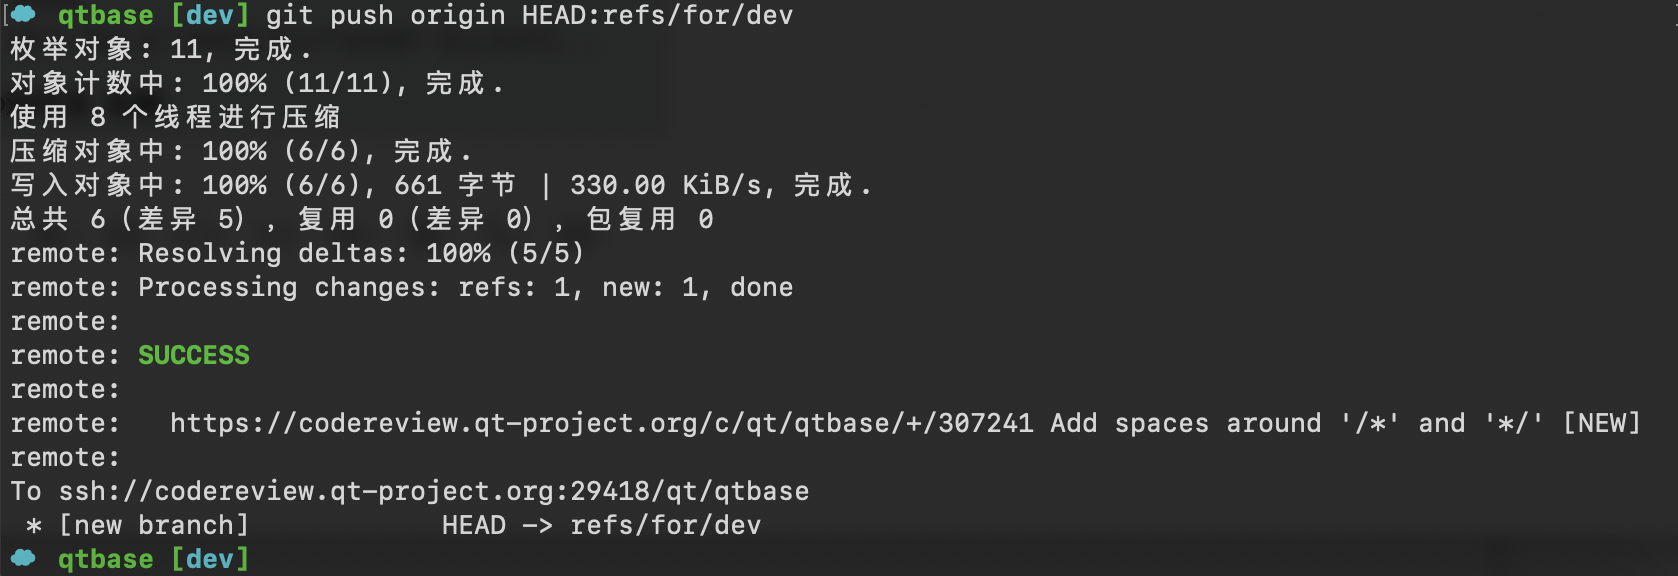 qtbase [dev] git push origin HEAD:refs/for/dev
枚举对象: 11, 完成.
对象计数中: 100% (11/11), 完成.
使用 8 个线程进行压缩
压缩对象中: 100% (6/6), 完成.
写入对象中: 100% (6/6), 661 字节 | 330.00 KiB/s, 完成.
总共 6（差异 5），复用 0（差异 0），包复用 0
remote: Resolving deltas: 100% (5/5)
remote: Processing changes: refs: 1, new: 1, done
remote:
remote: SUCCESS
remote:
remote:   https://codereview.qt-project.org/c/qt/qtbase/+/307241 Add spaces around '/*' and '*/' [NEW]
remote:
To ssh://codereview.qt-project.org:29418/qt/qtbase
 * [new branch]            HEAD -> refs/for/dev
qtbase [dev]